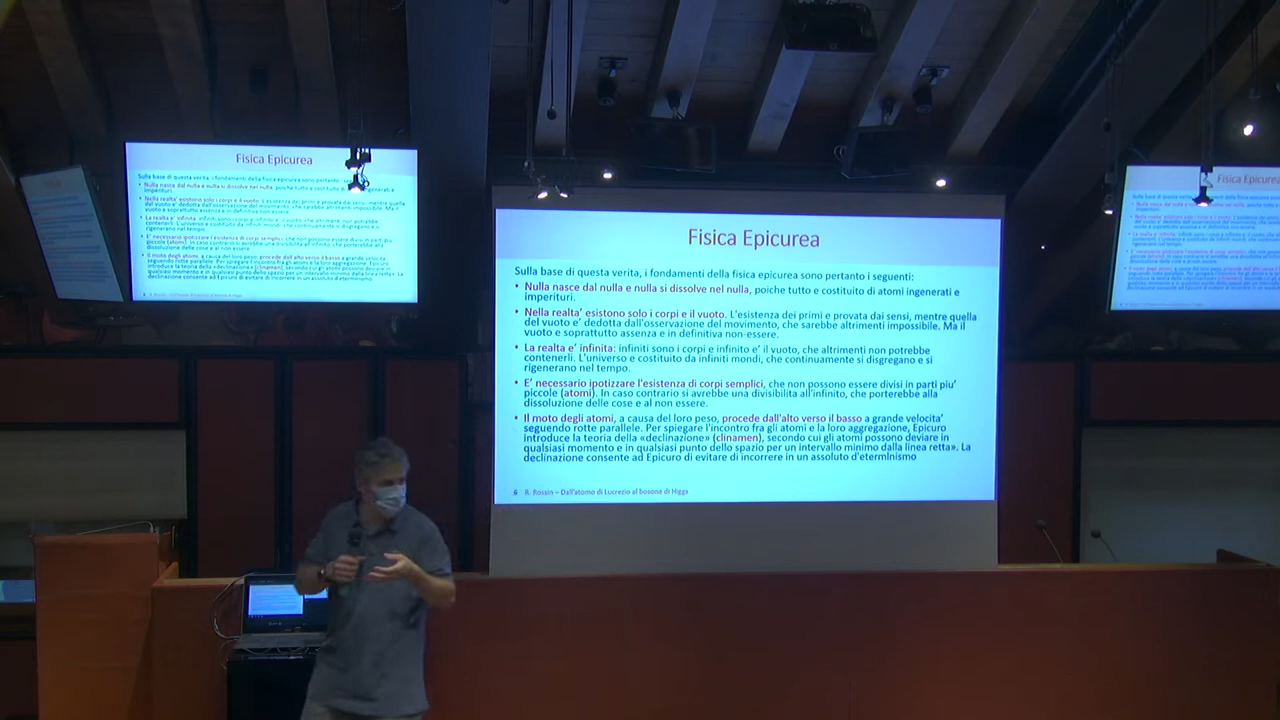 Fisica Epicurea
Sulla base di questa verita, i fondamenti della fisica epicurea sono pertanto i seguenti:
• Nulla nasce dal nulla e nulla si dissolve nel nulla, poiche tutto e costituito di atomi ingenerati e
imperituri.
• Nella realta' esistono solo i corpi e il vuoto. L'esistenza dei primi e provata dai sensi, mentre quella
del vuoto e' dedotta dall'osservazione del movimento, che sarebbe altrimenti impossibile. Ma il
vuoto e soprattutto assenza e in definitiva non-essere.
• La realta e' infinita: infiniti sono i corpi e infinito e' il vuoto, che altrimenti non potrebbe
contenerli. L'universo e costituito da infiniti mondi, che continuamente si disgregano e si
rigenerano nel tempo.
• E' necessario ipotizzare l'esistenza di corpi semplici, che non possono essere divisi in parti piu'
piccole (atomi). In caso contrario si avrebbe una divisibilita all'infinito, che porterebbe alla
dissoluzione delle cose e al non essere.
• Il moto degli atomi, a causa del loro peso, procede dall'alto verso il basso a grande velocita'
seguendo rotte parallele. Per spiegare l'incontro fra gli atomi e la loro aggregazione, Epicuro
introduce la teoria della «declinazione» (clinamen), secondo cui gli atomi possono deviare in
qualsiasi momento e in qualsiasi punto dello spazio per un intervallo minimo dalla linea retta». La
declinazione consente ad Epicuro di evitare di incorrere in un assoluto d'eterminismo
6 R. Rossin – Dall'atomo di Lucrezio al bosone di Higgs